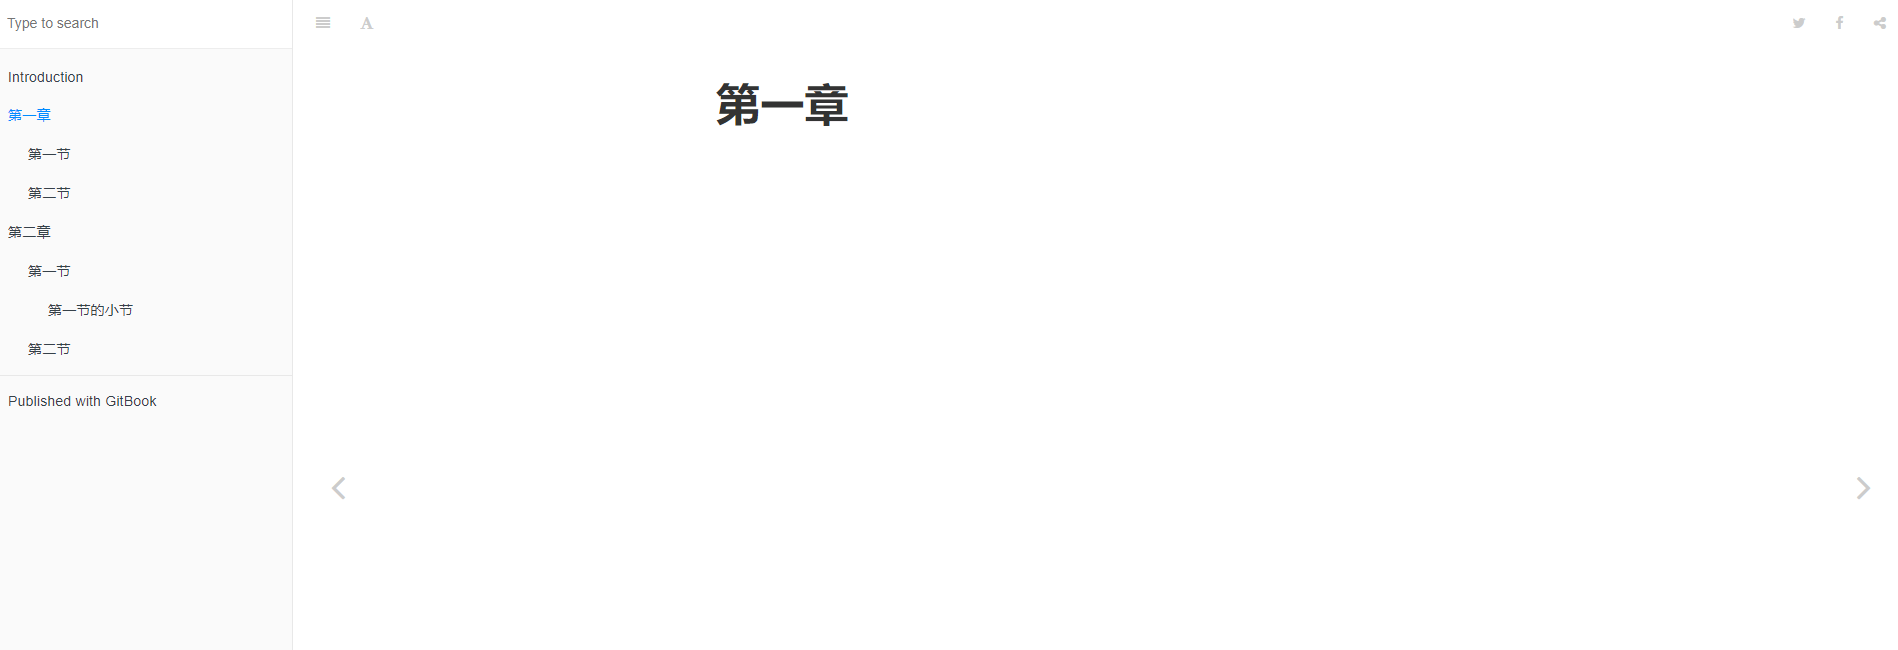 Type to search
A
Introduction
第一章
第一节
第二节
第二章
第一节
第一节的小节
第二节
Published with GitBook
第一章